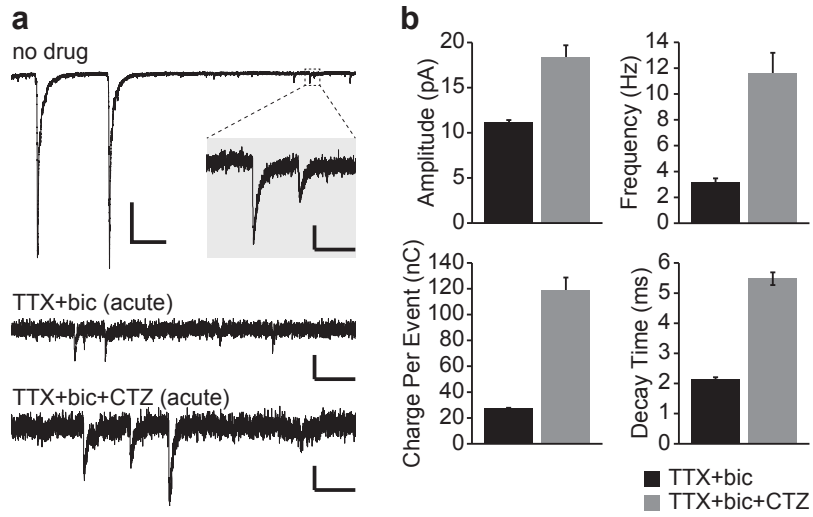 a
no drug
TTX+bic (acute)
TTX+bic+CTZ (acute)
b
Amplitude (pA)
20
15
10
5
0
Frequency (Hz)
14
12
10
8
6
4
2
0
Charge Per Event (nC)
140
120
100
80
60
40
20
0
Decay Time (ms)
6
5
4
3
2
1
0
TTX+bic
TTX+bic+CTZ